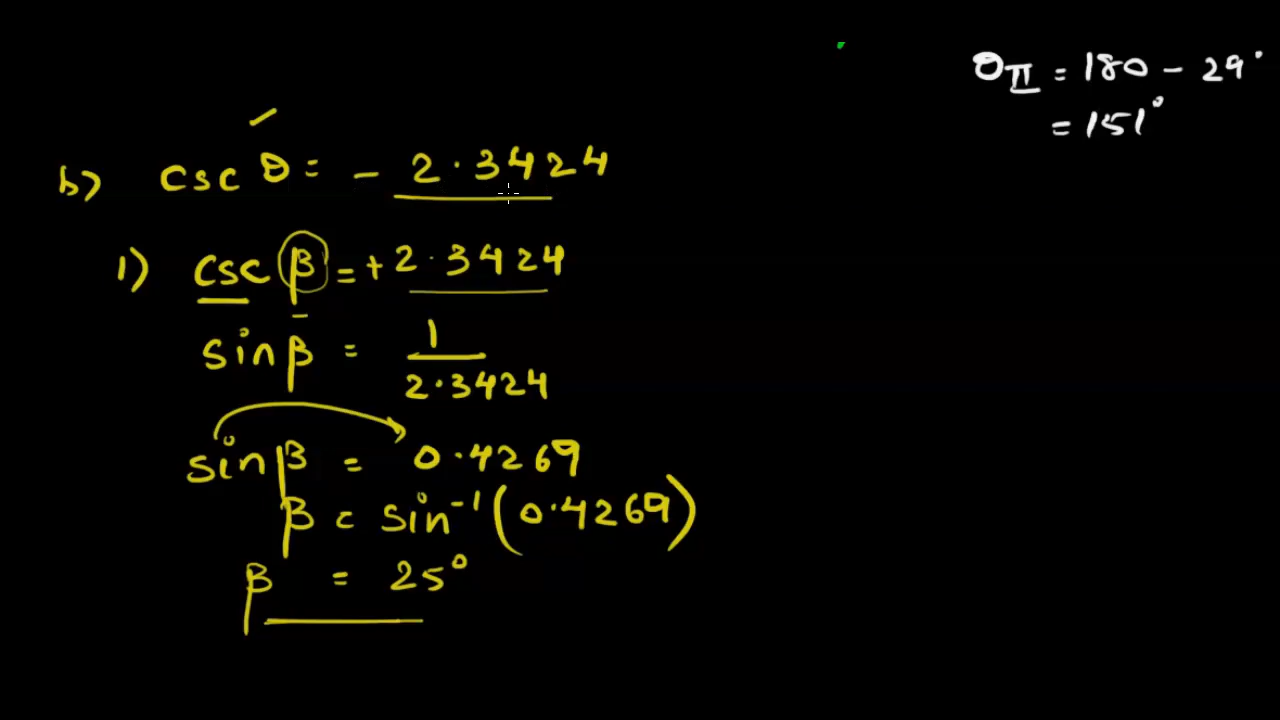 θ_II = 180 - 29°
= 151°
b) csc θ = - 2.3424
1) csc β = + 2.3424
sin β = 1/2.3424
sin β = 0.4269
β = sin⁻¹(0.4269)
β = 25°